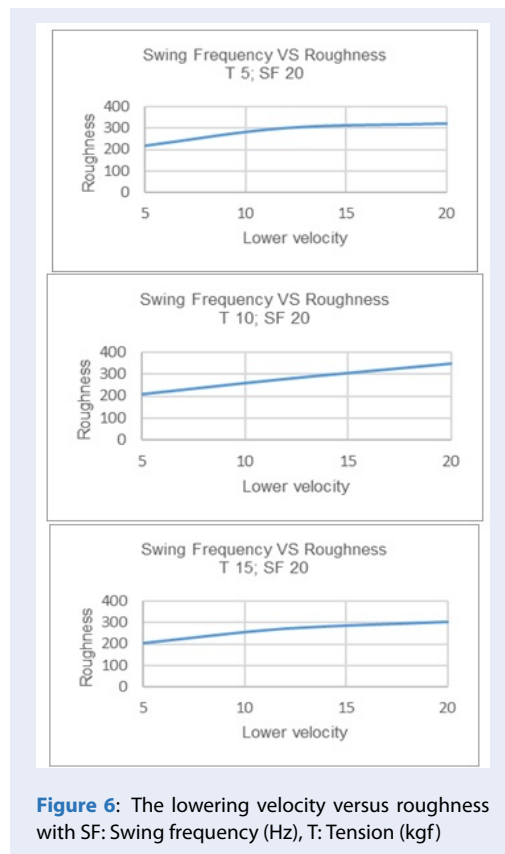 Swing Frequency VS Roughness
T 5; SF 20
Roughness
400
300
200
100
0
5 10 15 20
Lower velocity
Swing Frequency VS Roughness
T 10; SF 20
Roughness
400
300
200
100
0
5 10 15 20
Lower velocity
Swing Frequency VS Roughness
T 15; SF 20
Roughness
400
300
200
100
0
5 10 15 20
Lower velocity
Figure 6: The lowering velocity versus roughness
with SF: Swing frequency (Hz), T: Tension (kgf)